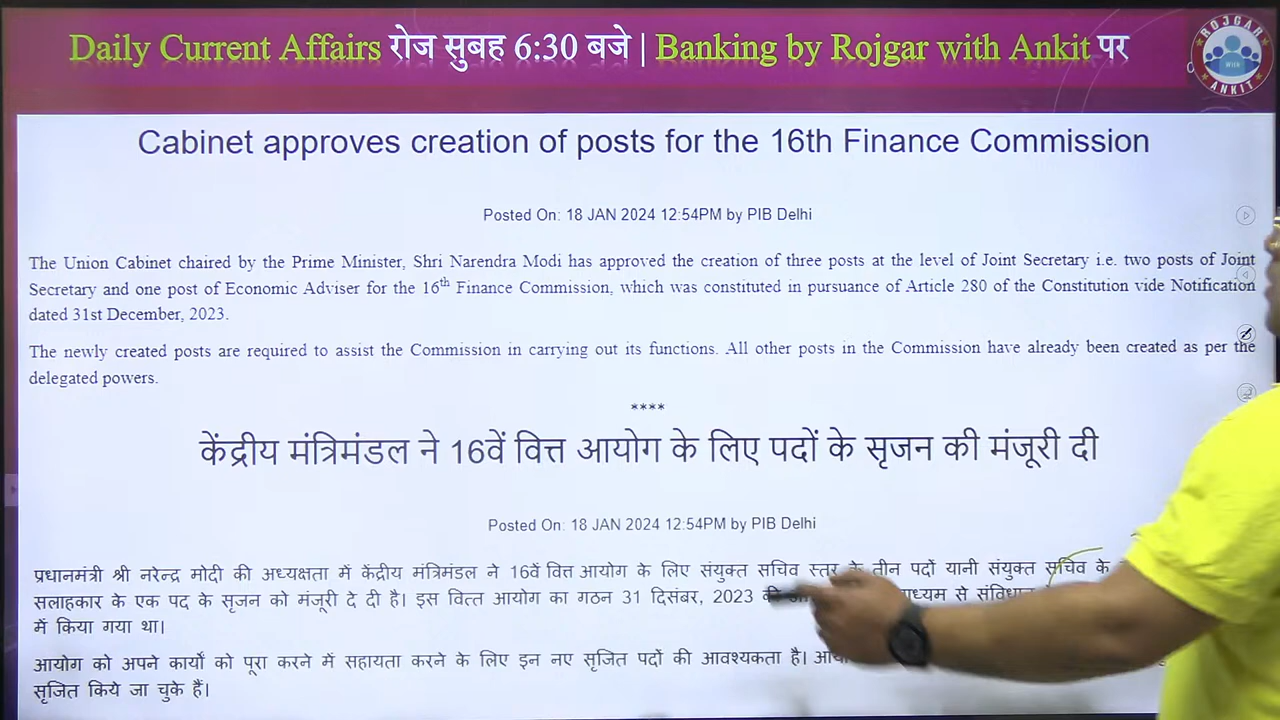 Daily Current Affairs रोज सुबह 6:30 बजे | Banking by Rojgar with Ankit पर
ROJGAR
WITH
ANKIT
Cabinet approves creation of posts for the 16th Finance Commission
Posted On: 18 JAN 2024 12:54PM by PIB Delhi
The Union Cabinet chaired by the Prime Minister, Shri Narendra Modi has approved the creation of three posts at the level of Joint Secretary i.e. two posts of Joint
Secretary and one post of Economic Adviser for the 16th Finance Commission, which was constituted in pursuance of Article 280 of the Constitution vide Notification
dated 31st December, 2023.
The newly created posts are required to assist the Commission in carrying out its functions. All other posts in the Commission have already been created as per the
delegated powers.
****
केंद्रीय मंत्रिमंडल ने 16वें वित्त आयोग के लिए पदों के सृजन की मंजूरी दी
Posted On: 18 JAN 2024 12:54PM by PIB Delhi
प्रधानमंत्री श्री नरेन्द्र मोदी की अध्यक्षता में केंद्रीय मंत्रिमंडल ने 16वें वित्त आयोग के लिए संयुक्त सचिव स्तर के तीन पदों यानी संयुक्त सचिव के
सलाहकार के एक पद के सृजन को मंजूरी दे दी है। इस वित्त आयोग का गठन 31 दिसंबर, 2023 की से
में किया गया था।
आयोग को अपने कार्यों को पूरा करने में सहायता करने के लिए इन नए सृजित पदों की आवश्यकता है।
सृजित किये जा चुके हैं।